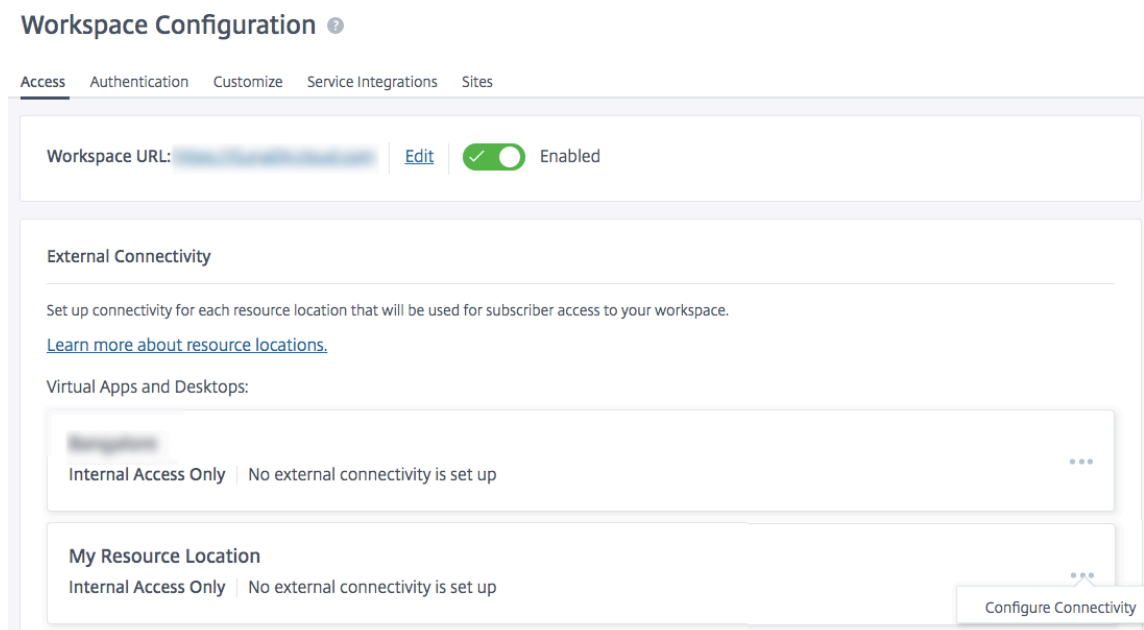 Workspace Configuration ?
Access Authentication Customize Service Integrations Sites
Workspace URL: Edit Enabled
External Connectivity
Set up connectivity for each resource location that will be used for subscriber access to your workspace.
Learn more about resource locations.
Virtual Apps and Desktops:
Internal Access Only No external connectivity is set up
My Resource Location
Internal Access Only No external connectivity is set up
Configure Connectivity